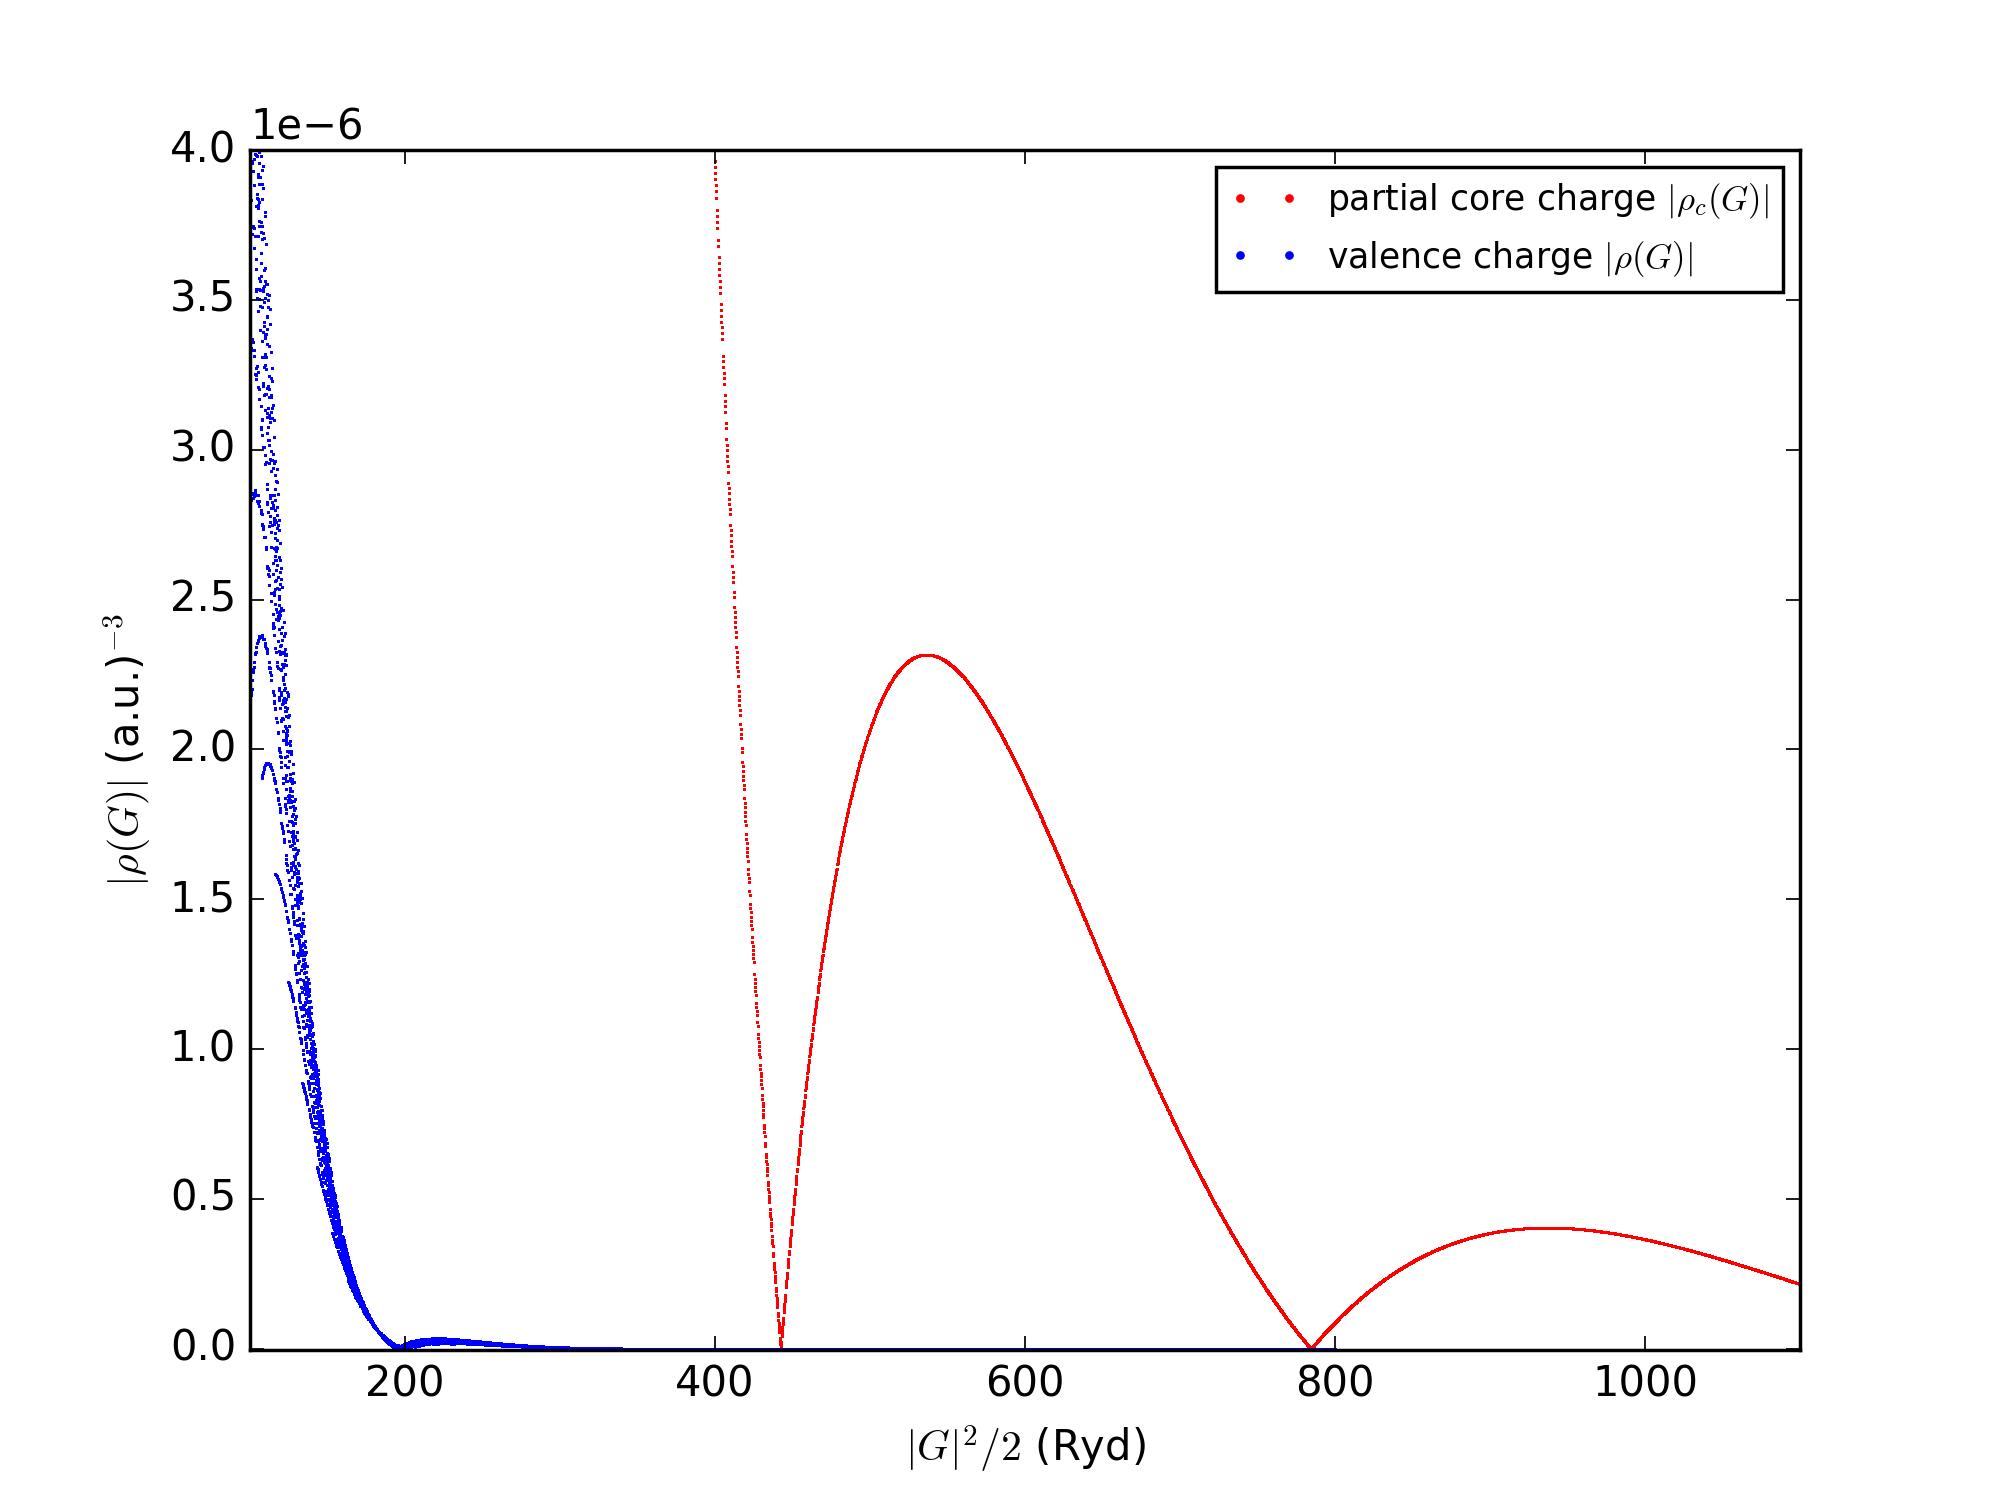 1e−6
4.0
3.5
3.0
2.5
2.0
1.5
1.0
0.5
0.0
200
400
600
800
1000
|G|²/2 (Ryd)
|ρ(G)| (a.u.)⁻³
partial core charge |ρ_c(G)|
valence charge |ρ(G)|